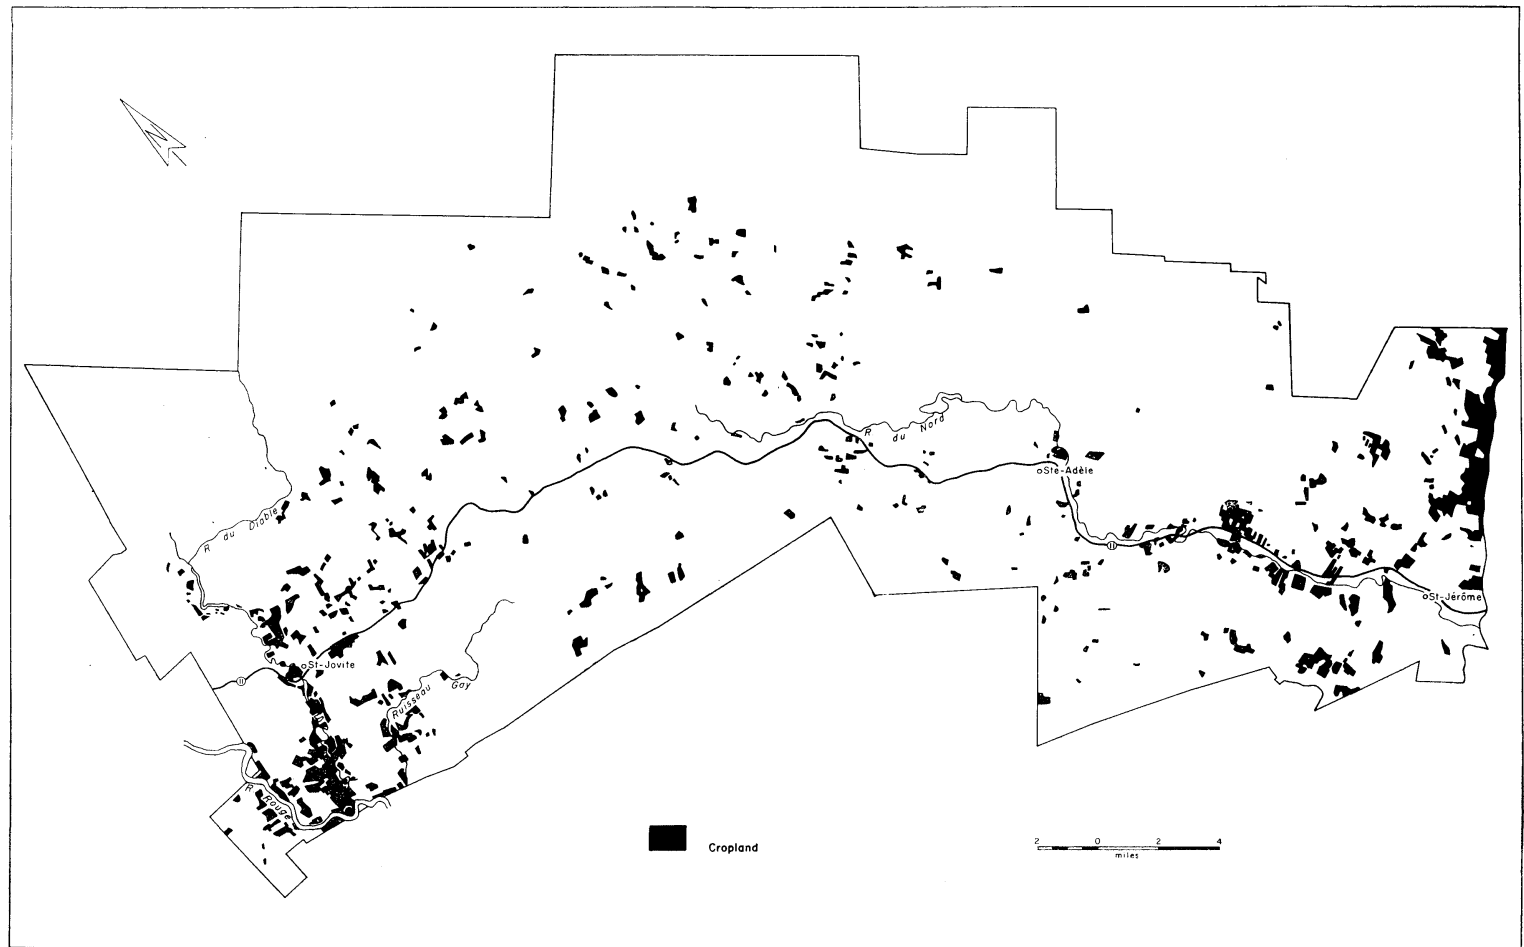 N
R du Nord
Ste-Adèle
R du Diable
11
St-Jérôme
St-Jovite
11
Ruisseau Gay
R Rouge
Cropland
2 0 2 4
miles